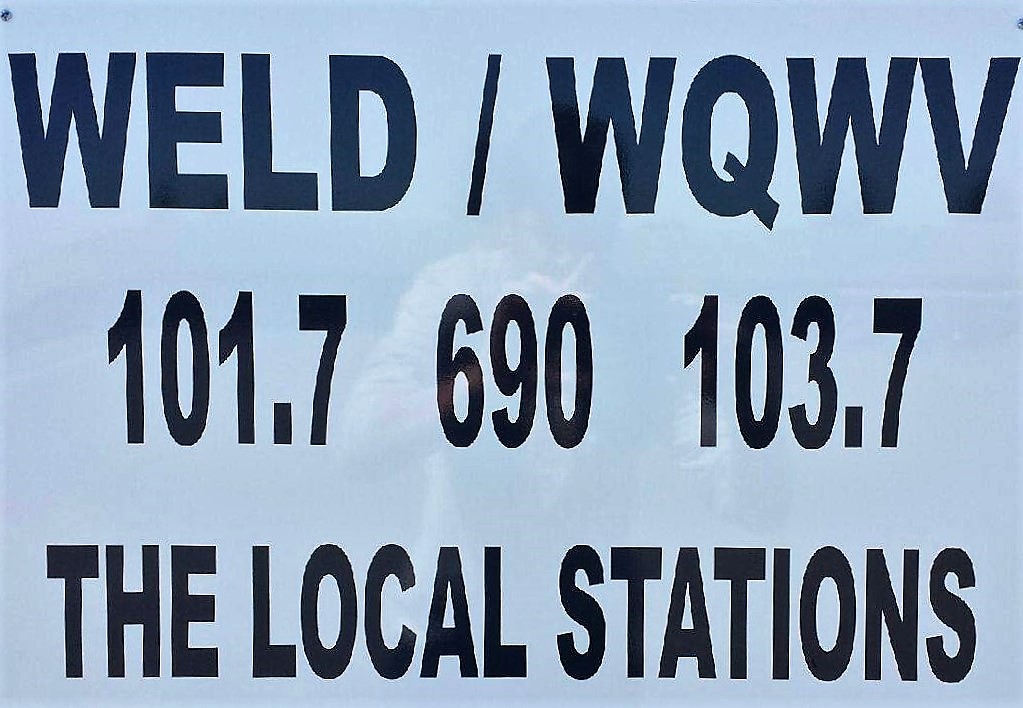 WELD / WQWV
101.7 690 103.7
THE LOCAL STATIONS